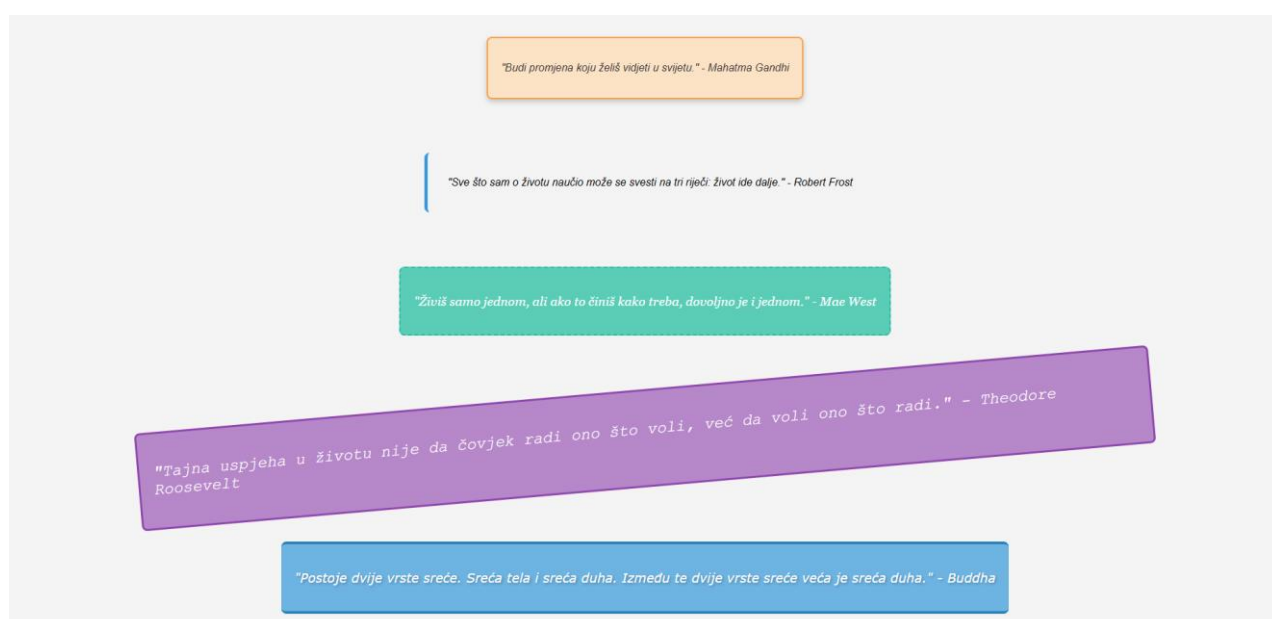 "Budi promjena koju želiš vidjeti u svijetu." - Mahatma Gandhi
"Sve što sam o životu naučio može se svesti na tri riječi: život ide dalje." - Robert Frost
"Živiš samo jednom, ali ako to činiš kako treba, dovoljno je i jednom." - Mae West
"Tajna uspjeha u životu nije da čovjek radi ono što voli, već da voli ono što radi." - Theodore
Roosevelt
"Postoje dvije vrste sreće. Sreća tela i sreća duha. Između te dvije vrste sreće veća je sreća duha." - Buddha